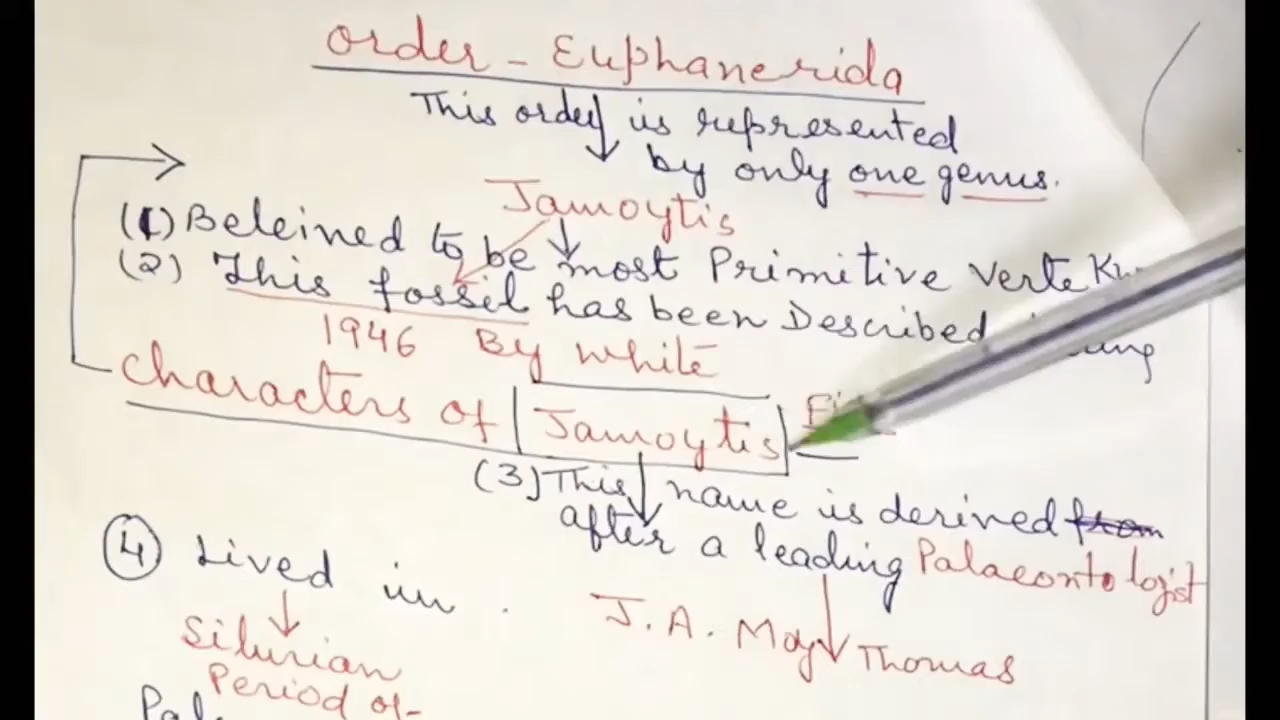 order - Euphanerida
This order is represented
by only one genus.
Jamoytis
(1) Beleined to be most Primitive Verte
(2) This fossil has been Described
1946 By white
characters of Jamoytis
(3) This name is derived from
after a leading Palaeontologist
J.A. Moy Thomas
4 Lived in
Silurian
Period of